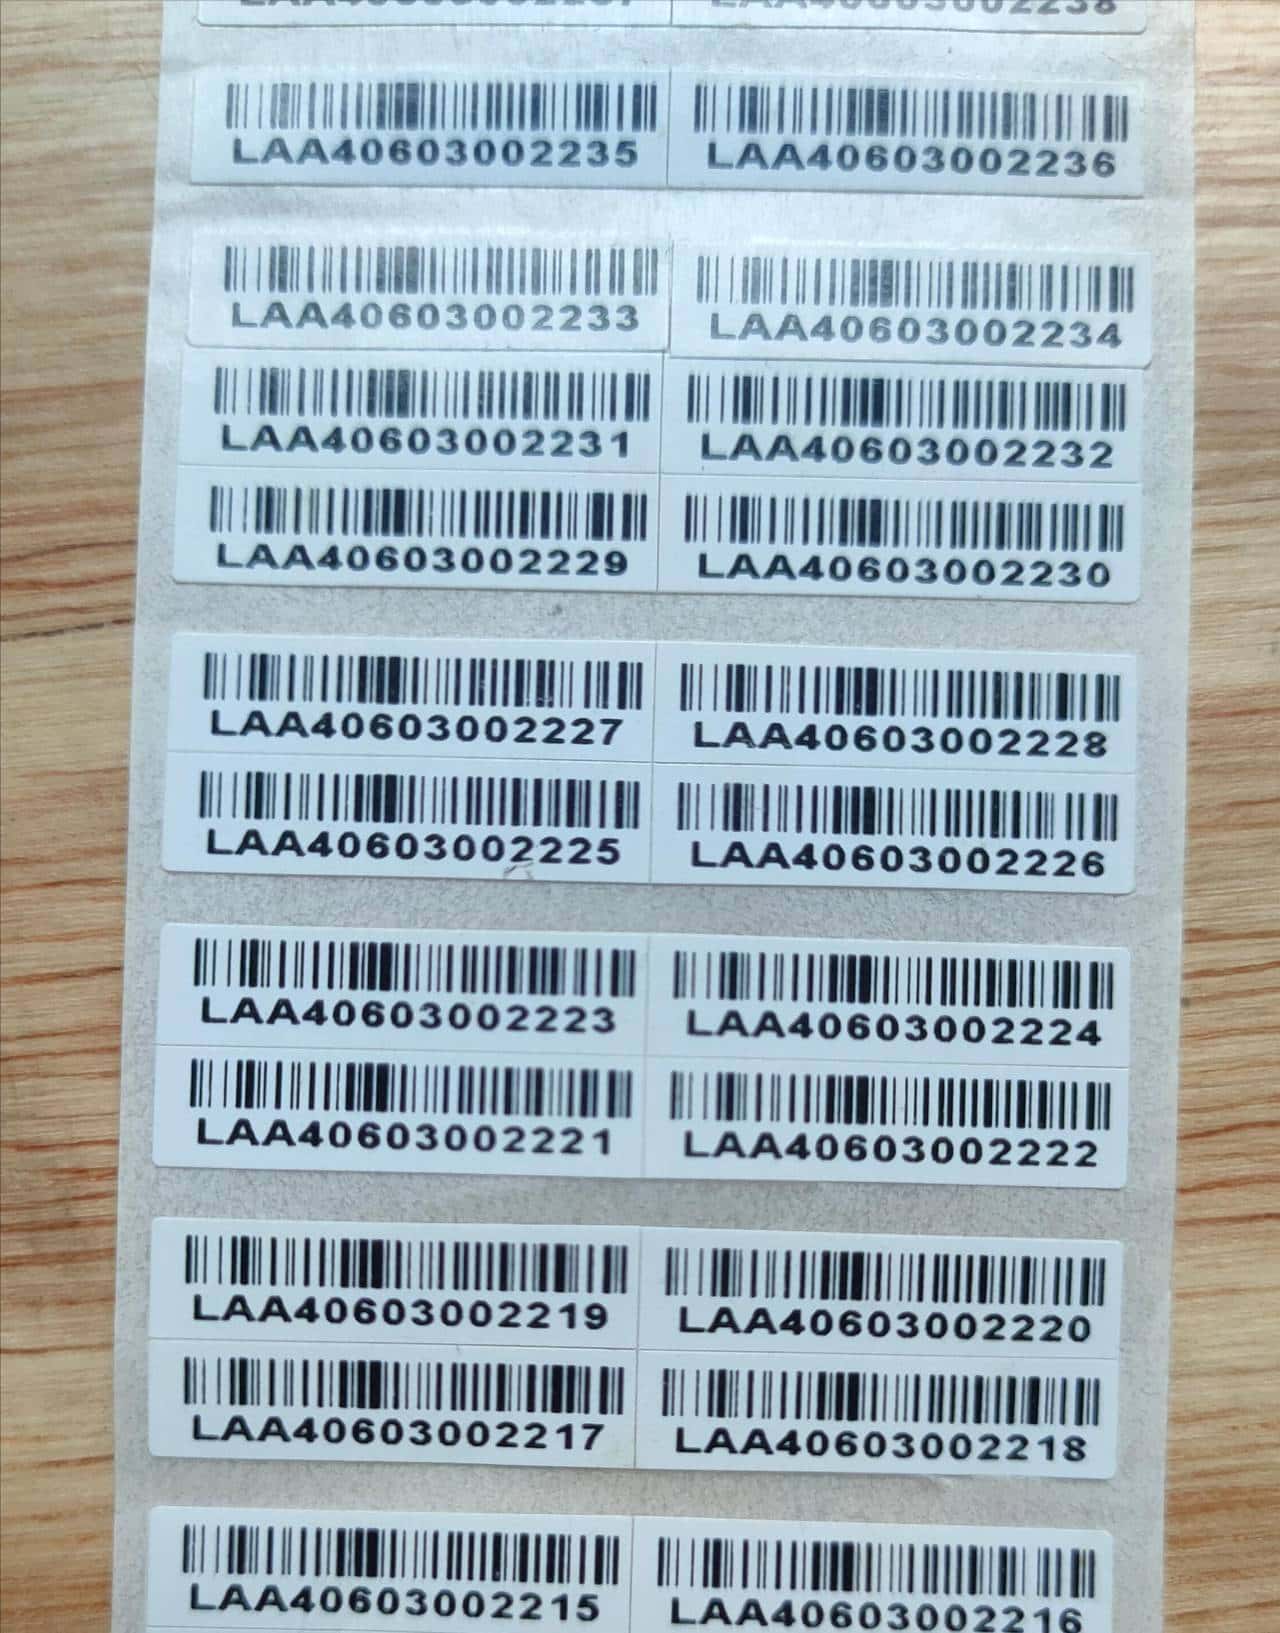 LAA40603002238
LAA40603002235 LAA40603002236
LAA40603002233 LAA40603002234
LAA40603002231 LAA40603002232
LAA40603002229 LAA40603002230
LAA40603002227 LAA40603002228
LAA40603002225 LAA40603002226
LAA40603002223 LAA40603002224
LAA40603002221 LAA40603002222
LAA40603002219 LAA40603002220
LAA40603002217 LAA40603002218
LAA40603002215 LAA40603002216